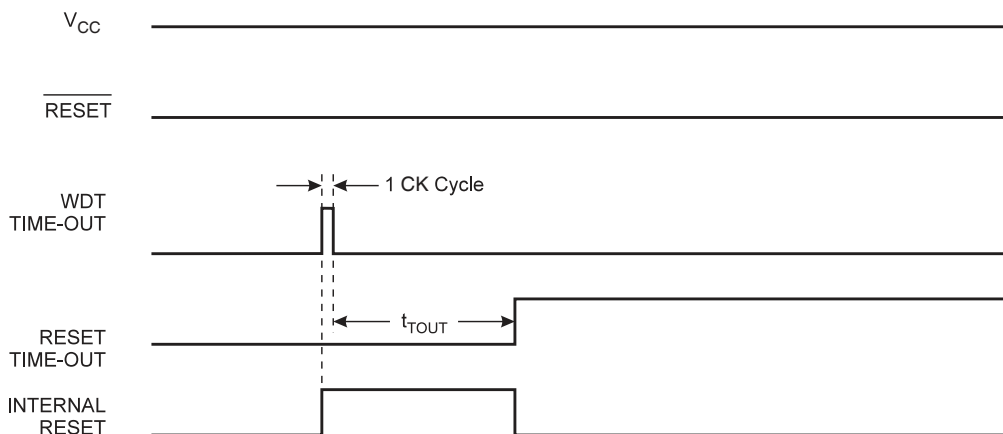 VCC
RESET
1 CK Cycle
WDT
TIME-OUT
tTOUT
RESET
TIME-OUT
INTERNAL
RESET